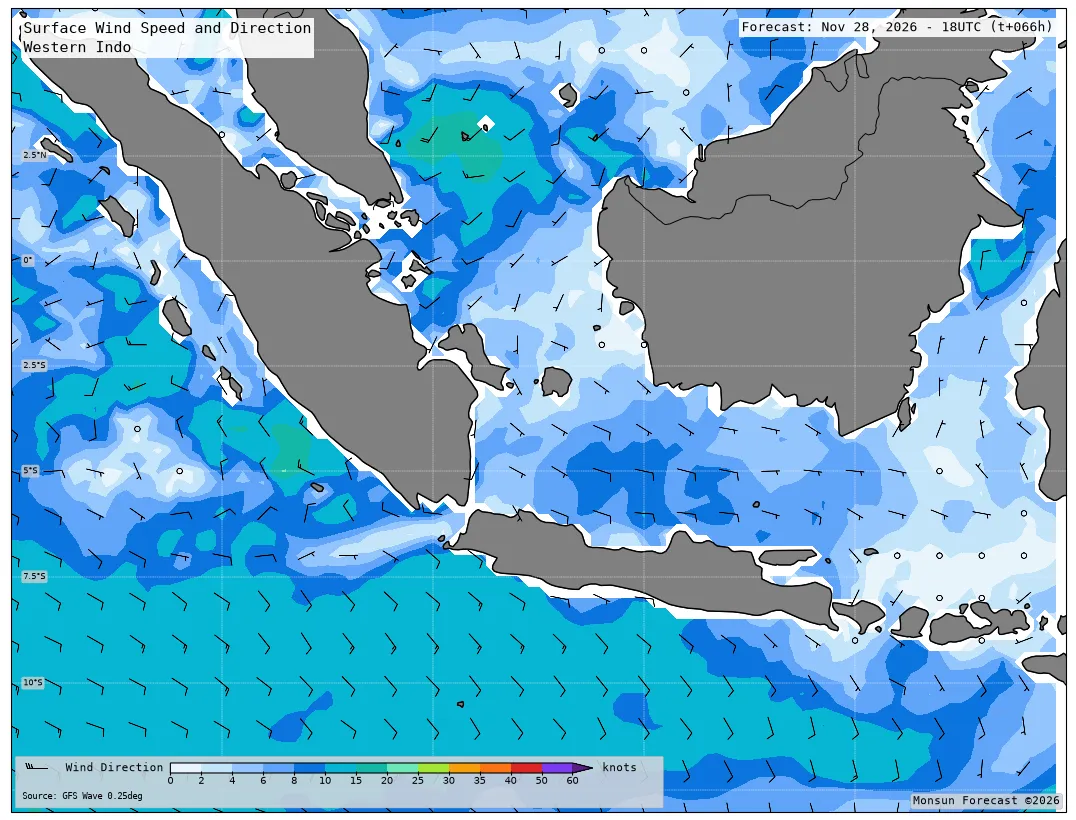 Surface Wind Speed and Direction
Western Indo
Forecast: Nov 28, 2026 - 18UTC (t+066h)
2.5°N
0°
2.5°S
5°S
7.5°S
10°S
Wind Direction
0 2 4 6 8 10 15 20 25 30 40 50 60
knots
Source: GFS Wave 0.25deg
Monsun Forecast ©2026